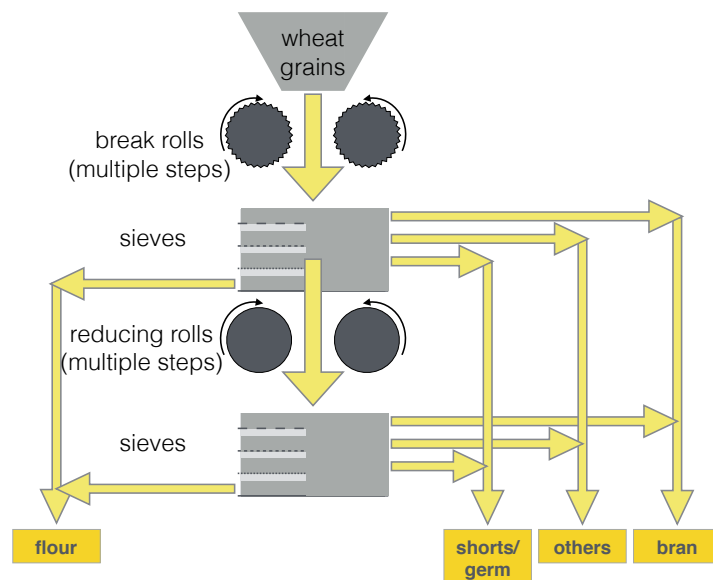 wheat
grains
break rolls
(multiple steps)
sieves
reducing rolls
(multiple steps)
sieves
flour
shorts/
germ
others
bran